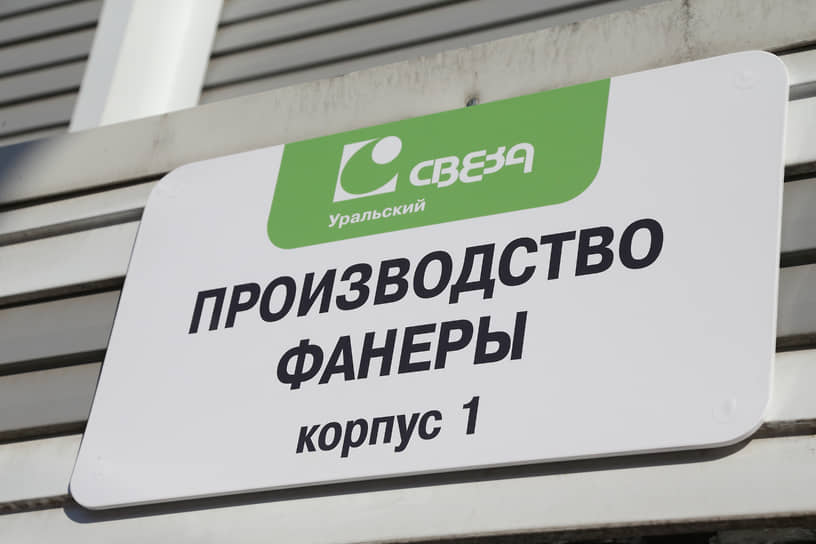 СВЕЗА
Уральский
ПРОИЗВОДСТВО
ФАНЕРЫ
корпус 1